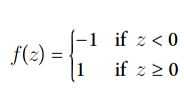 f(z) = { -1 if z < 0
1 if z ≥ 0